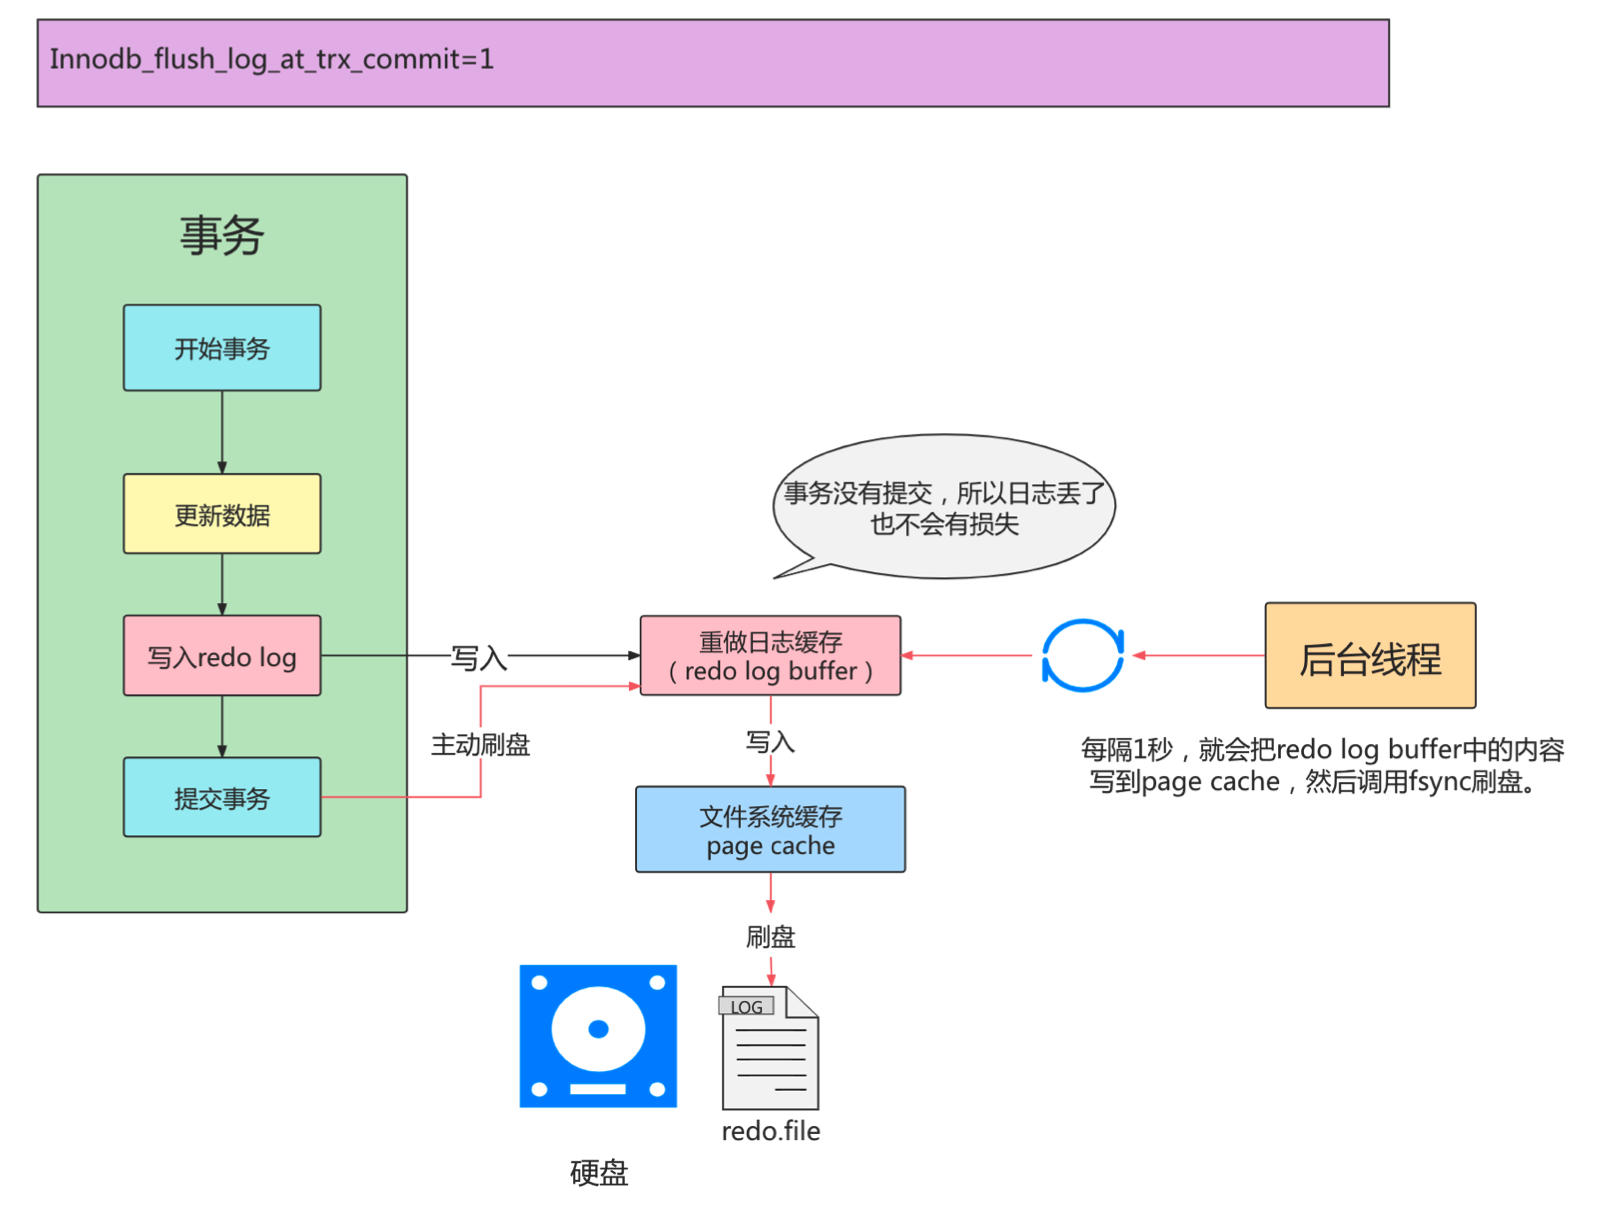 Innodb_flush_log_at_trx_commit=1
事务
开始事务
更新数据
写入redo log
提交事务
写入
主动刷盘
事务没有提交，所以日志丢了
也不会有损失
重做日志缓存
（redo log buffer）
后台线程
每隔1秒，就会把redo log buffer中的内容
写到page cache，然后调用fsync刷盘。
写入
文件系统缓存
page cache
刷盘
LOG
redo.file
硬盘